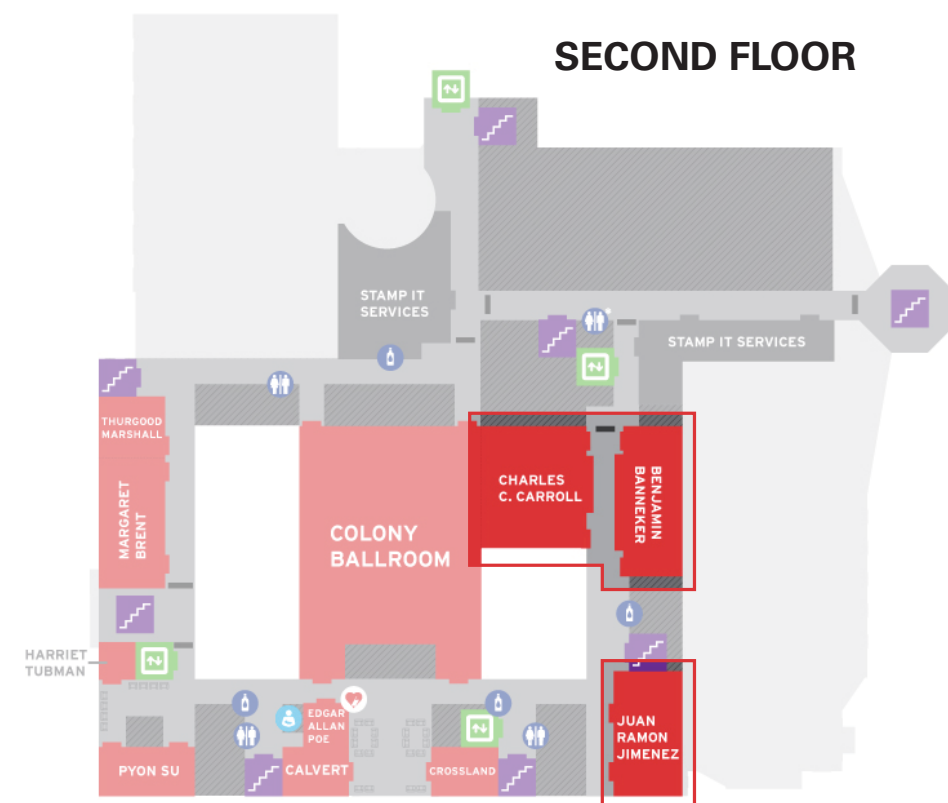 SECOND FLOOR
STAMP IT
SERVICES
STAMP IT SERVICES
THURGOOD
MARSHALL
MARGARET
BRENT
COLONY
BALLROOM
CHARLES
C. CARROLL
BENJAMIN
BANNEKER
HARRIET
TUBMAN
EDGAR
ALLAN
POE
JUAN
RAMON
JIMENEZ
PYON SU
CALVERT
CROSSLAND